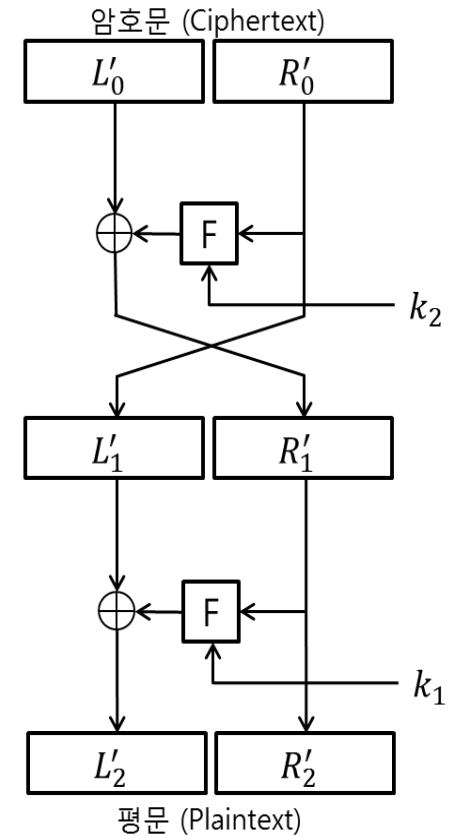 암호문 (Ciphertext)
L′₀ R′₀
F
k₂
L′₁ R′₁
F
k₁
L′₂ R′₂
평문 (Plaintext)